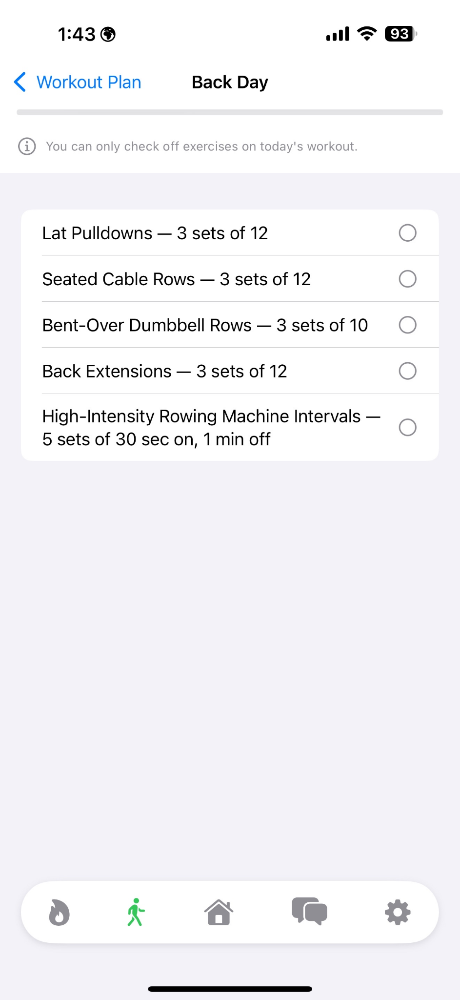 1:43
93
Workout Plan
Back Day
You can only check off exercises on today's workout.
Lat Pulldowns — 3 sets of 12
Seated Cable Rows — 3 sets of 12
Bent-Over Dumbbell Rows — 3 sets of 10
Back Extensions — 3 sets of 12
High-Intensity Rowing Machine Intervals —
5 sets of 30 sec on, 1 min off